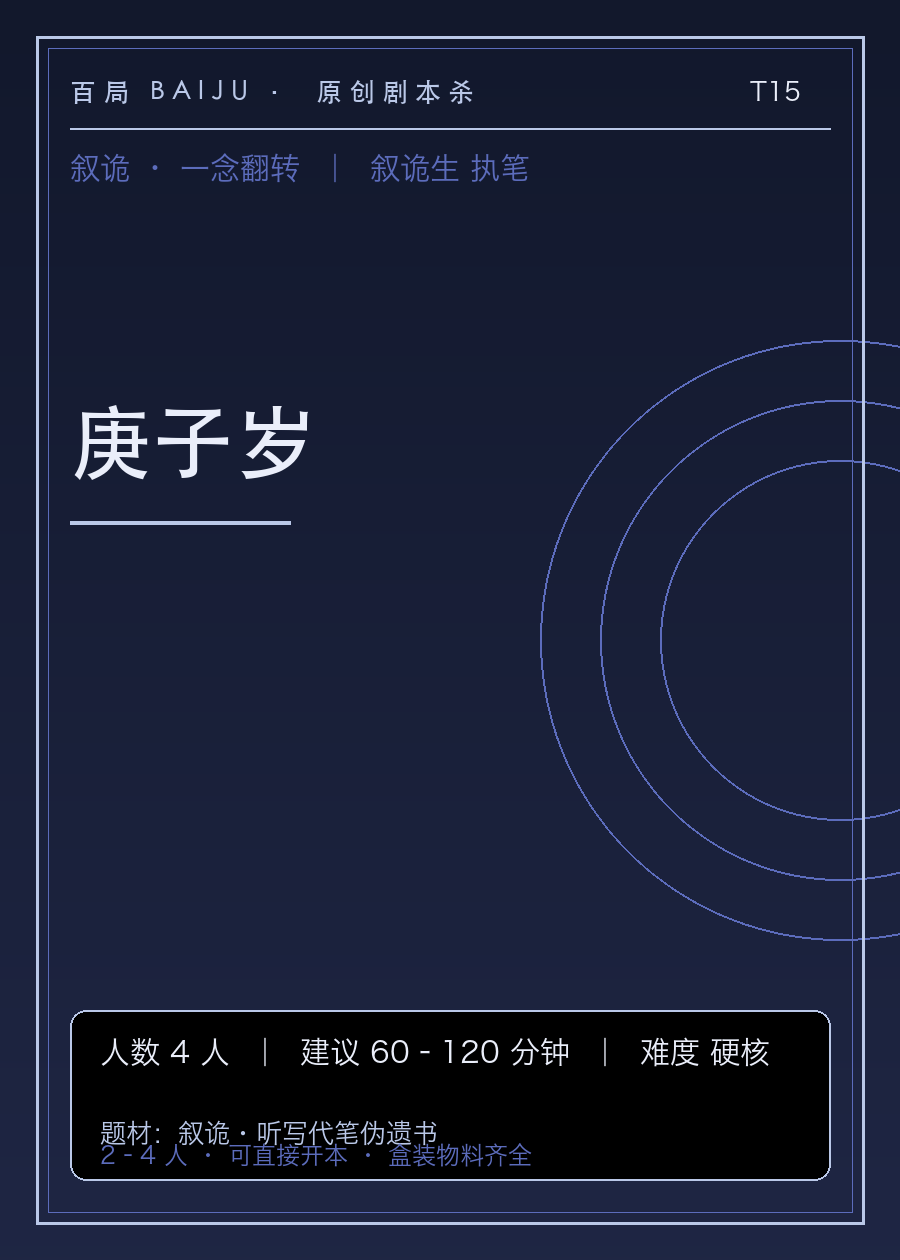 百局 BAIJU · 原创剧本杀 T15
叙诡 · 一念翻转 ｜ 叙诡生 执笔
庚子岁
人数 4 人 ｜ 建议 60 - 120 分钟 ｜ 难度 硬核
题材: 叙诡·听写代笔伪遗书
2 - 4 人 · 可直接开本 · 盒装物料齐全